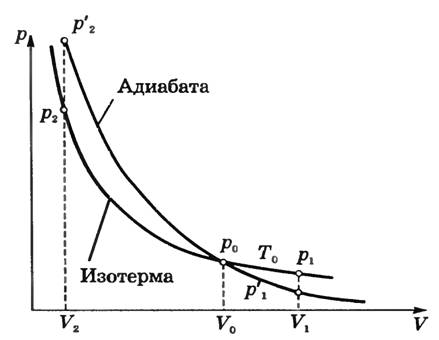 p'₂
p
Адиабата
p₂
p₀
T₀
p₁
Изотерма
p'₁
V₂
V₀
V₁
V